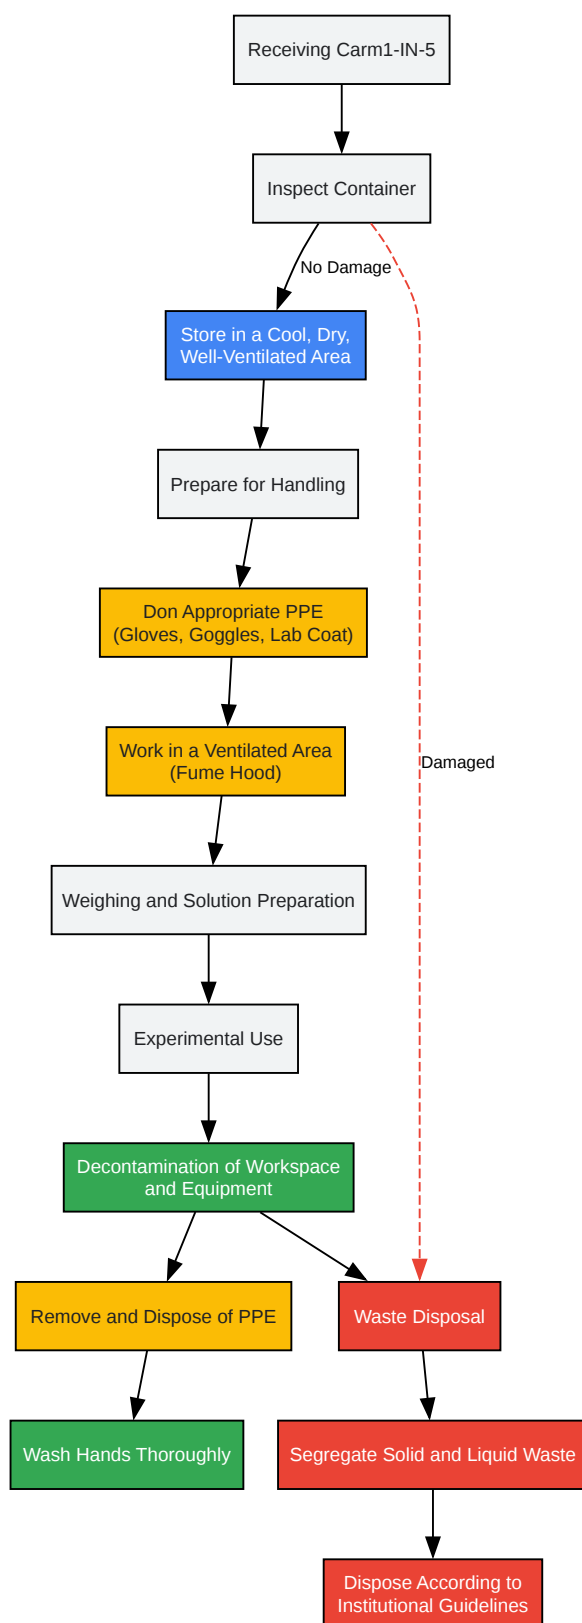 Receiving Carm1-IN-5
Inspect Container
No Damage
Store in a Cool, Dry,
Well-Ventilated Area
Prepare for Handling
Don Appropriate PPE
(Gloves, Goggles, Lab Coat)
Work in a Ventilated Area
(Fume Hood)
Damaged
Weighing and Solution Preparation
Experimental Use
Decontamination of Workspace
and Equipment
Remove and Dispose of PPE
Waste Disposal
Wash Hands Thoroughly
Segregate Solid and Liquid Waste
Dispose According to
Institutional Guidelines